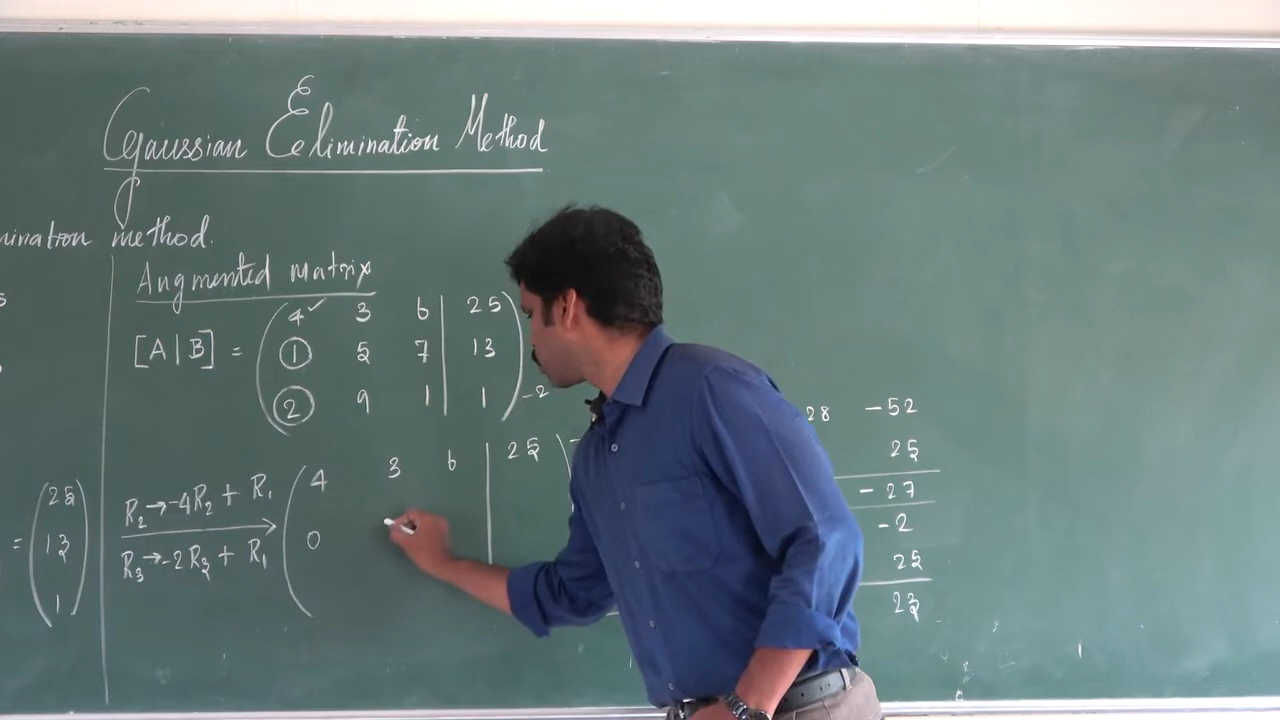 Gaussian Elimination Method
mination method.
Augmented matrix
[A | B] = ( 4 ✓ 3 6 | 25
1 5 7 | 13
2 9 1 | 1 )
-2
28 -52
25
-27
-2
25
23
= ( 25
13
1 )
R₂ → -4R₂ + R₁
R₃ → -2R₃ + R₁
( 4 3 6 | 25 )
0